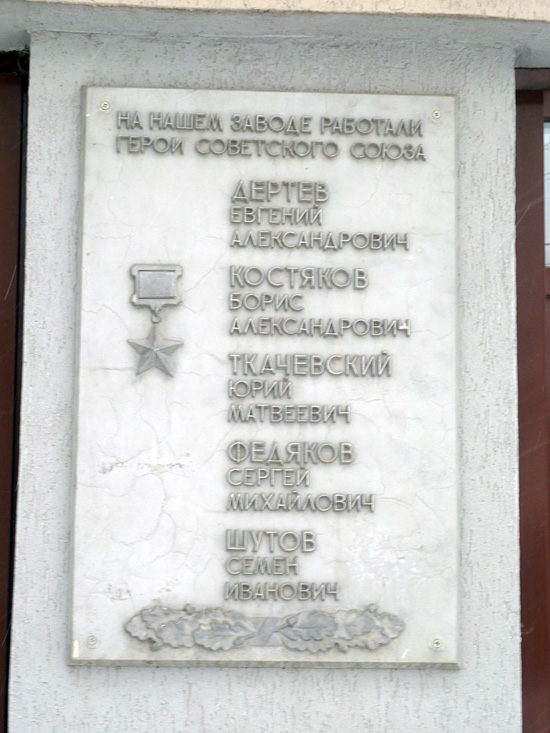 НА НАШЕМ ЗАВОДЕ РАБОТАЛИ
ГЕРОИ СОВЕТСКОГО СОЮЗА
ДЕРТЕВ
ЕВГЕНИЙ
АЛЕКСАНДРОВИЧ
КОСТЯКОВ
БОРИС
АЛЕКСАНДРОВИЧ
ТКАЧЕВСКИЙ
ЮРИЙ
МАТВЕЕВИЧ
ФЕДЯКОВ
СЕРГЕЙ
МИХАЙЛОВИЧ
ШУТОВ
СЕМЕН
ИВАНОВИЧ